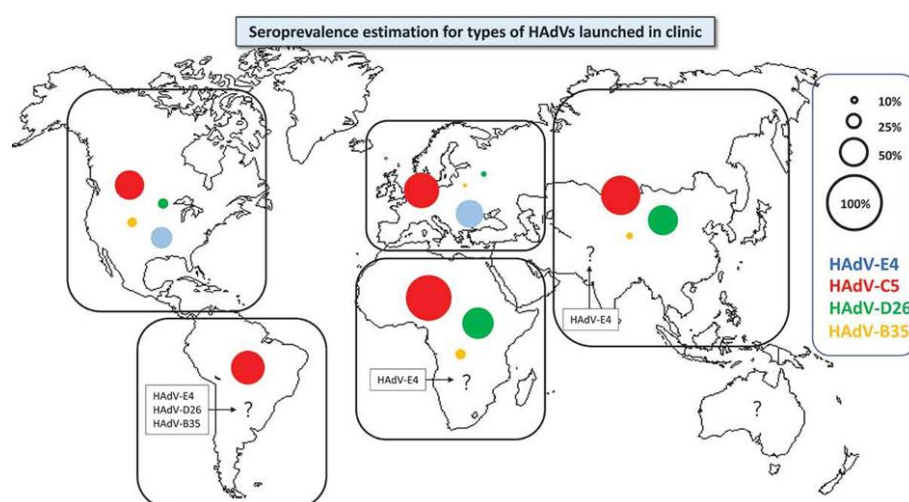 Seroprevalence estimation for types of HAdVs launched in clinic
10%
25%
50%
100%
HAdV-E4
HAdV-C5
HAdV-D26
HAdV-B35
?
HAdV-E4
HAdV-E4
?
HAdV-E4
HAdV-D26
HAdV-B35
?
?